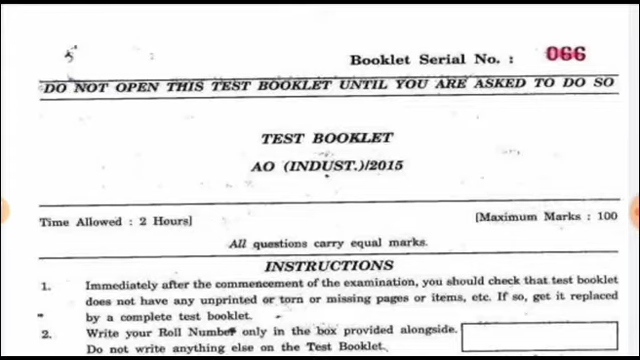 Booklet Serial No. : 066
DO NOT OPEN THIS TEST BOOKLET UNTIL YOU ARE ASKED TO DO SO
TEST BOOKLET
AO (INDUST.)/2015
Time Allowed : 2 Hours]
[Maximum Marks : 100
All questions carry equal marks.
INSTRUCTIONS
1. Immediately after the commencement of the examination, you should check that test booklet
does not have any unprinted or torn or missing pages or items, etc. If so, get it replaced
by a complete test booklet.
2. Write your Roll Number only in the box provided alongside.
Do not write anything else on the Test Booklet.